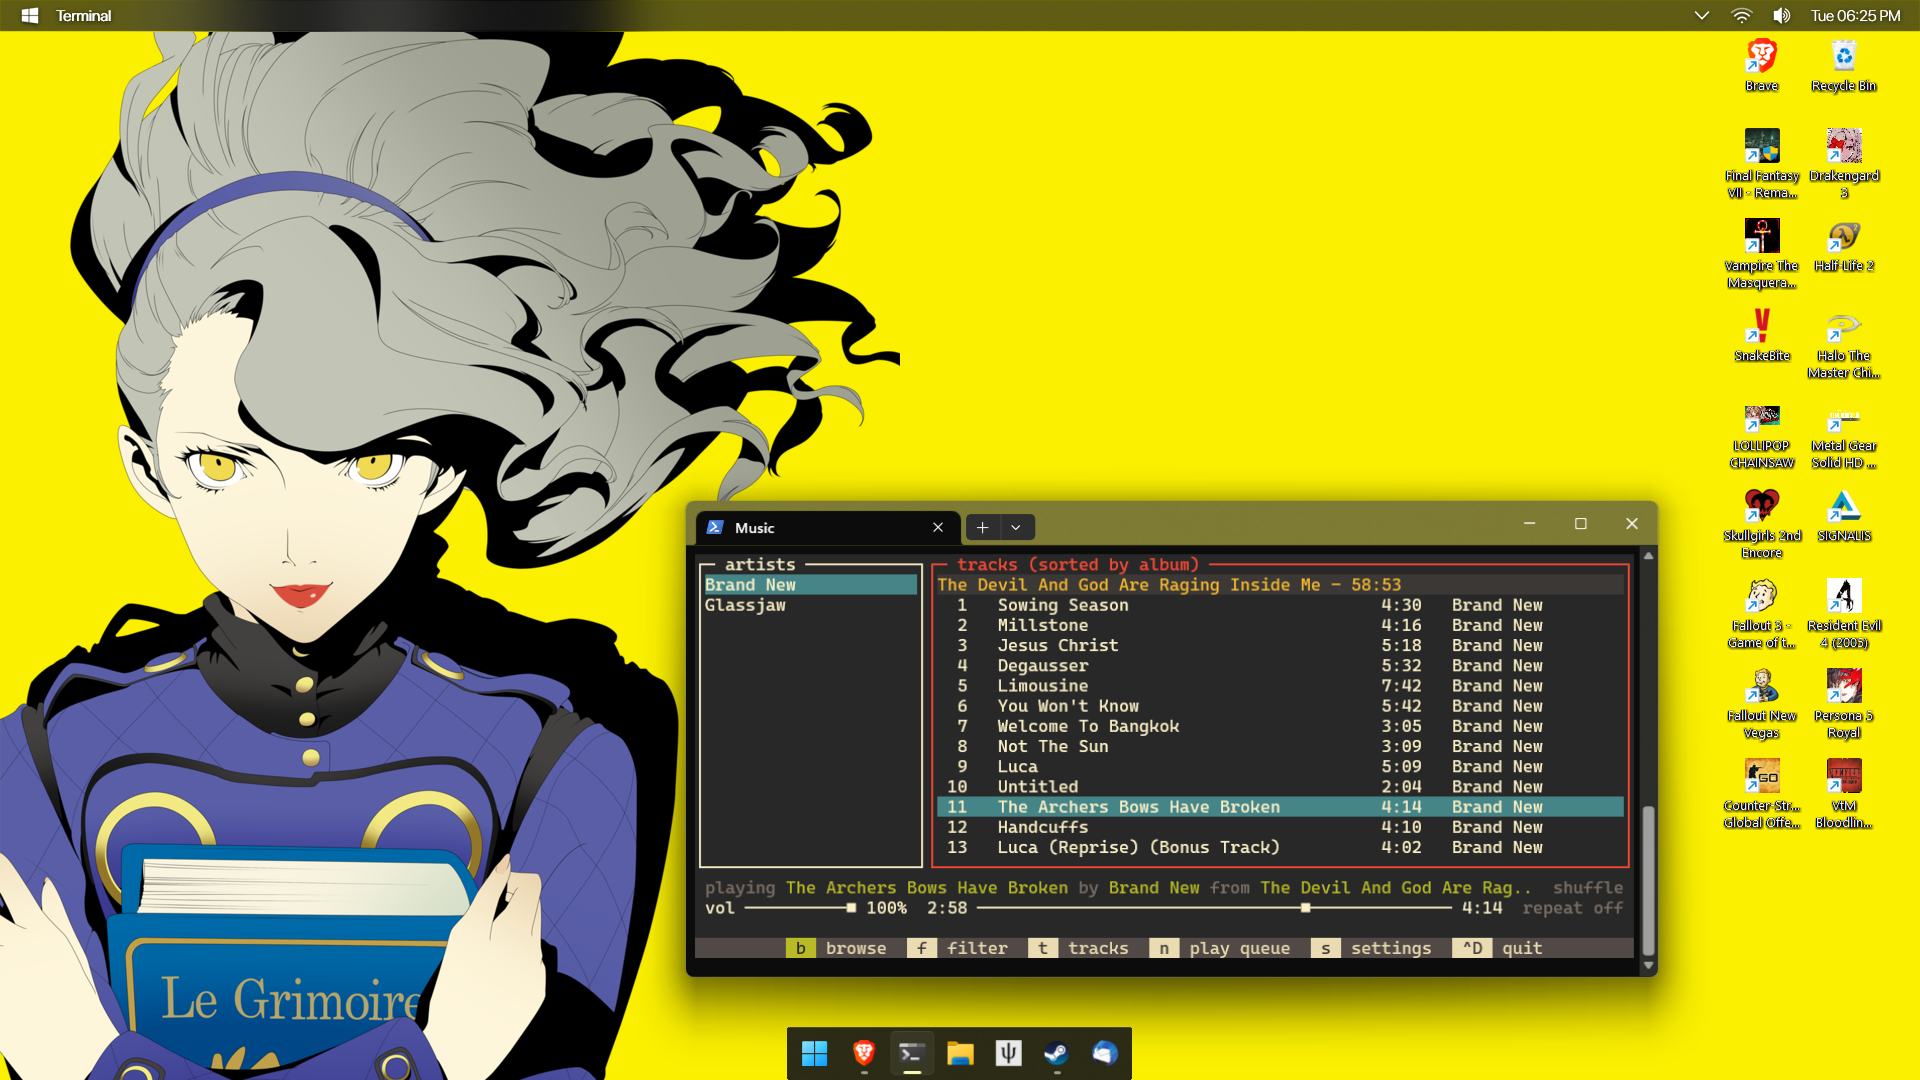 Terminal
Tue 06:25 PM
Brave
Recycle Bin
Final Fantasy VII - Rema...
Drakengard 3
Vampire The Masquera...
Half-Life 2
SnakeBite
Halo The Master Chi...
LOLLIPOP CHAINSAW
Metal Gear Solid HD ...
Skullgirls 2nd Encore
SIGNALIS
Fallout 3 - Game of t...
Resident Evil 4 (2005)
Fallout New Vegas
Persona 5 Royal
GO
Counter-Str... Global Offe...
VtM Bloodlin...
Le Grimoire
Music
artists
Brand New
Glassjaw
tracks (sorted by album)
The Devil And God Are Raging Inside Me - 58:53
1 Sowing Season 4:30 Brand New
2 Millstone 4:16 Brand New
3 Jesus Christ 5:18 Brand New
4 Degausser 5:32 Brand New
5 Limousine 7:42 Brand New
6 You Won't Know 5:42 Brand New
7 Welcome To Bangkok 3:05 Brand New
8 Not The Sun 3:09 Brand New
9 Luca 5:09 Brand New
10 Untitled 2:04 Brand New
11 The Archers Bows Have Broken 4:14 Brand New
12 Handcuffs 4:10 Brand New
13 Luca (Reprise) (Bonus Track) 4:02 Brand New
playing The Archers Bows Have Broken by Brand New from The Devil And God Are Rag.. shuffle
vol 100% 2:58 4:14 repeat off
b browse f filter t tracks n play queue s settings ^D quit